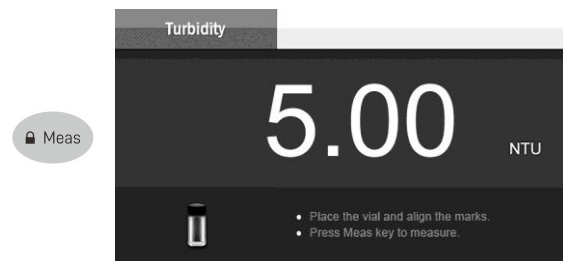 Turbidity
5.00
NTU
Meas
Place the vial and align the marks.
Press Meas key to measure.